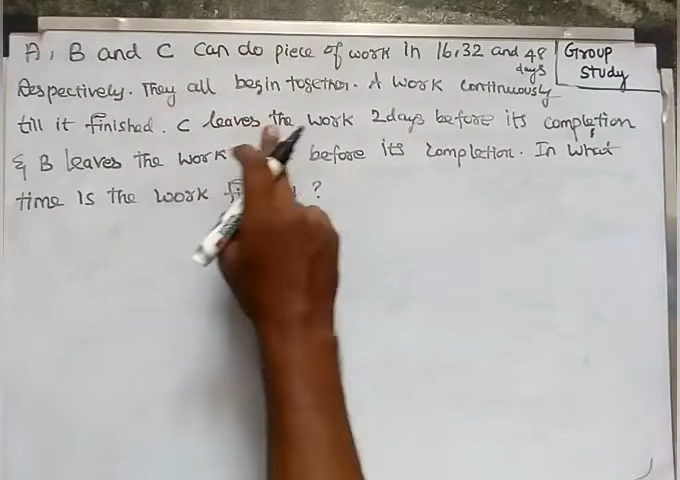 A, B and C can do piece of work in 16,32 and 48 days
Respectively. They all begin together. A work continuously
till it finished. C leaves the work 2days before its completion
& B leaves the work before its completion. In what
time is the work ?
Group
Study